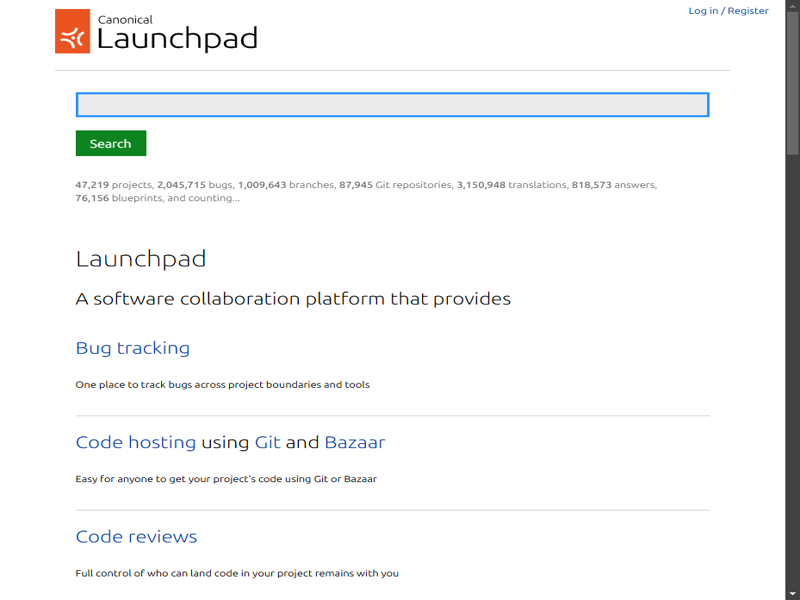 Log in / Register
Canonical
Launchpad
Search
47,219 projects, 2,045,715 bugs, 1,009,643 branches, 87,945 Git repositories, 3,150,948 translations, 818,573 answers,
76,156 blueprints, and counting...
Launchpad
A software collaboration platform that provides
Bug tracking
One place to track bugs across project boundaries and tools
Code hosting using Git and Bazaar
Easy for anyone to get your project's code using Git or Bazaar
Code reviews
Full control of who can land code in your project remains with you